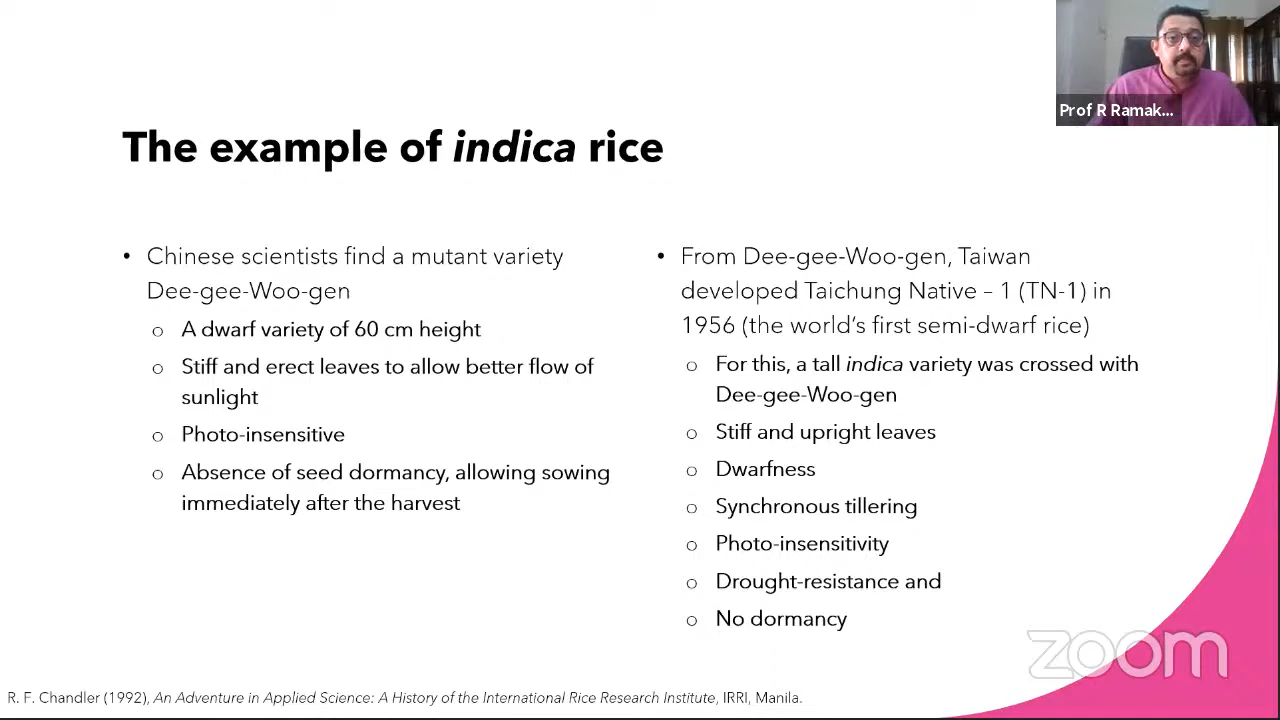 Prof R Ramak...
The example of indica rice
• Chinese scientists find a mutant variety
Dee-gee-Woo-gen
o A dwarf variety of 60 cm height
o Stiff and erect leaves to allow better flow of
sunlight
o Photo-insensitive
o Absence of seed dormancy, allowing sowing
immediately after the harvest
• From Dee-gee-Woo-gen, Taiwan
developed Taichung Native – 1 (TN-1) in
1956 (the world’s first semi-dwarf rice)
o For this, a tall indica variety was crossed with
Dee-gee-Woo-gen
o Stiff and upright leaves
o Dwarfness
o Synchronous tillering
o Photo-insensitivity
o Drought-resistance and
o No dormancy
zoom
R. F. Chandler (1992), An Adventure in Applied Science: A History of the International Rice Research Institute, IRRI, Manila.